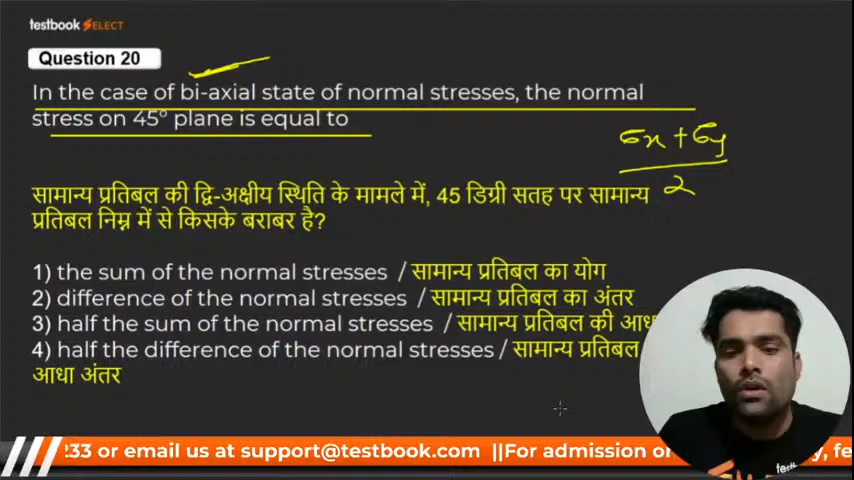 testbook SELECT
Question 20
In the case of bi-axial state of normal stresses, the normal
stress on 45° plane is equal to
σx + σy
2
सामान्य प्रतिबल की द्वि-अक्षीय स्थिति के मामले में, 45 डिग्री सतह पर सामान्य
प्रतिबल निम्न में से किसके बराबर है?
1) the sum of the normal stresses / सामान्य प्रतिबल का योग
2) difference of the normal stresses / सामान्य प्रतिबल का अंतर
3) half the sum of the normal stresses / सामान्य प्रतिबल की
4) half the difference of the normal stresses / सामान्य प्रतिबल
आधा अंतर
233 or email us at support@testbook.com ||For admission